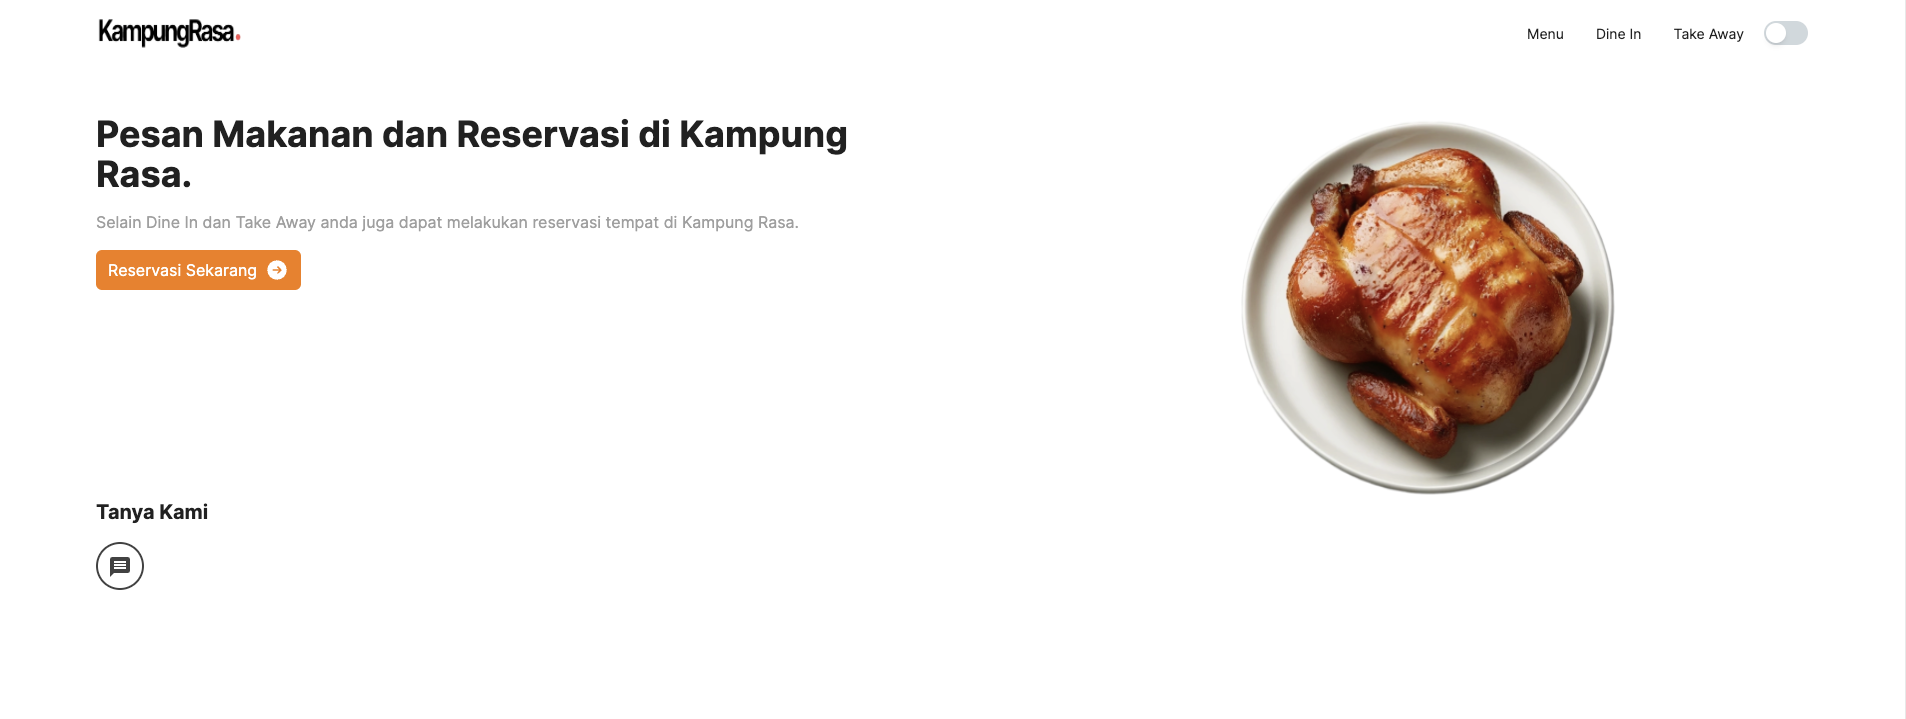 KampungRasa.
Menu
Dine In
Take Away
Pesan Makanan dan Reservasi di Kampung
Rasa.
Selain Dine In dan Take Away anda juga dapat melakukan reservasi tempat di Kampung Rasa.
Reservasi Sekarang
Tanya Kami